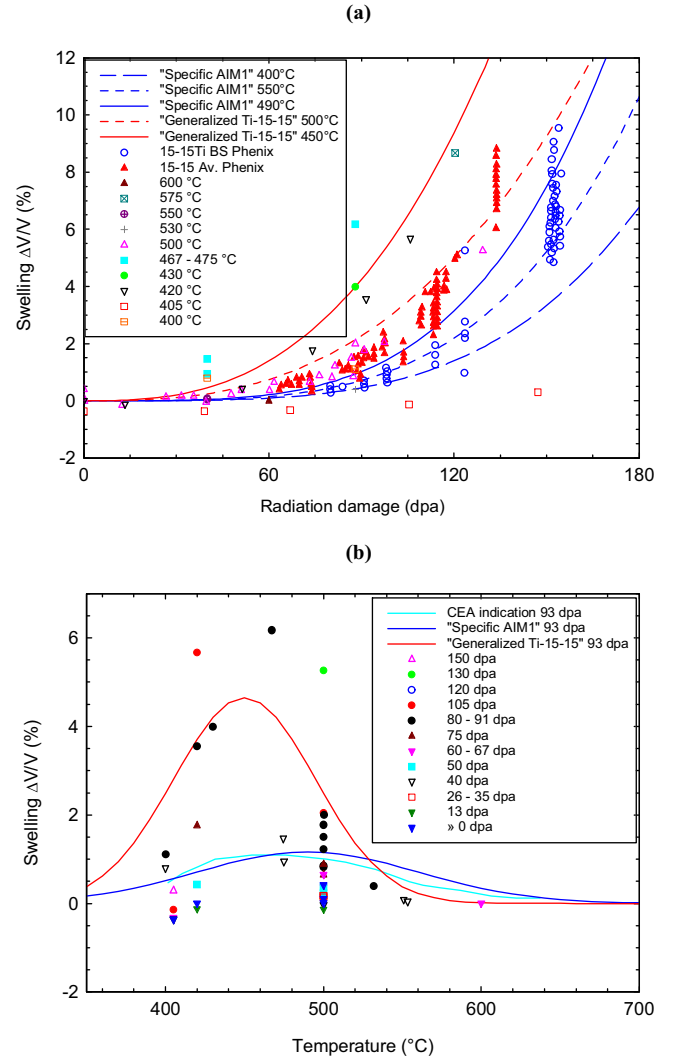 (a)
12
10
8
6
4
2
0
-2
Swelling ΔV/V (%)
"Specific AIM1" 400°C
"Specific AIM1" 550°C
"Specific AIM1" 490°C
"Generalized Ti-15-15" 500°C
"Generalized Ti-15-15" 450°C
15-15Ti BS Phenix
15-15 Av. Phenix
600 °C
575 °C
550 °C
530 °C
500 °C
467 - 475 °C
430 °C
420 °C
405 °C
400 °C
0 60 120 180
Radiation damage (dpa)
(b)
6
4
2
0
-2
Swelling ΔV/V (%)
CEA indication 93 dpa
"Specific AIM1" 93 dpa
"Generalized Ti-15-15" 93 dpa
150 dpa
130 dpa
120 dpa
105 dpa
80 - 91 dpa
75 dpa
60 - 67 dpa
50 dpa
40 dpa
26 - 35 dpa
13 dpa
» 0 dpa
400 500 600 700
Temperature (°C)